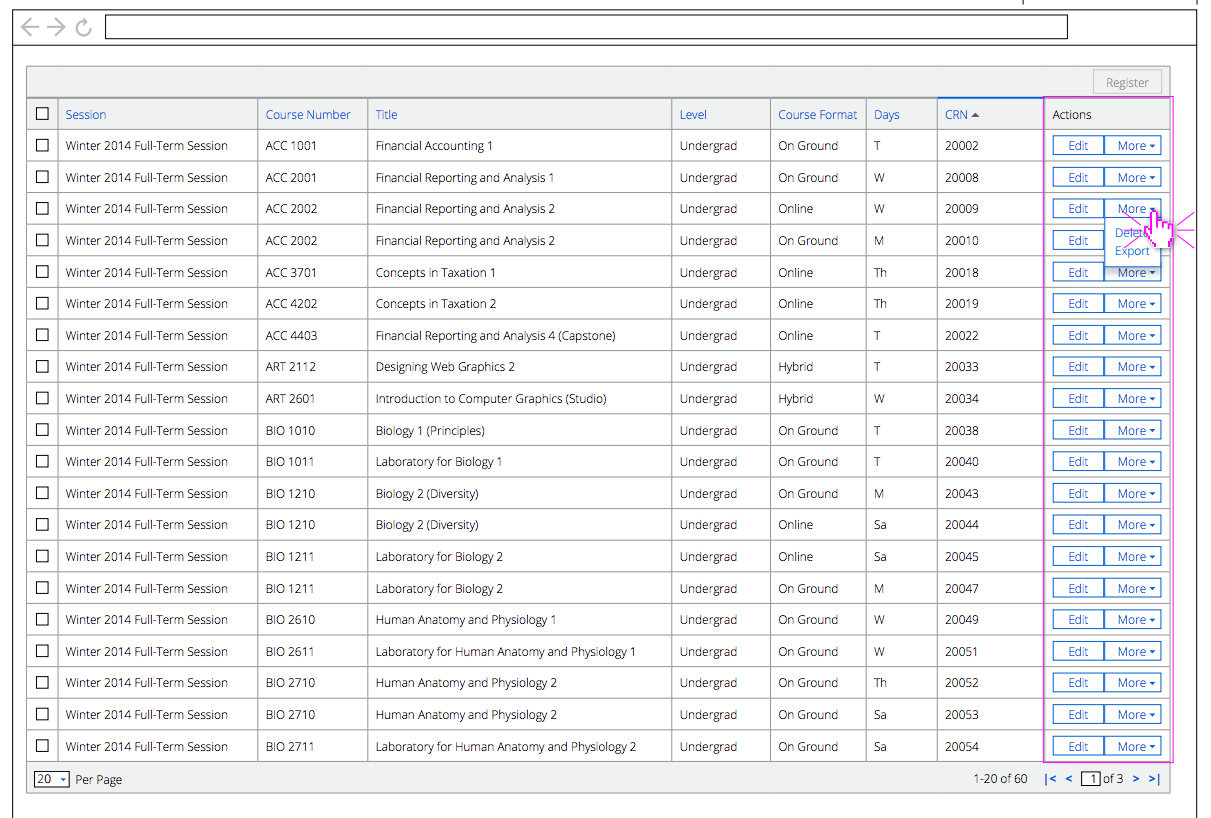 Register
Session Course Number Title Level Course Format Days CRN Actions
Winter 2014 Full-Term Session ACC 1001 Financial Accounting 1 Undergrad On Ground T 20002 Edit More
Winter 2014 Full-Term Session ACC 2001 Financial Reporting and Analysis 1 Undergrad On Ground W 20008 Edit More
Winter 2014 Full-Term Session ACC 2002 Financial Reporting and Analysis 2 Undergrad Online W 20009 Edit More
Delete
Winter 2014 Full-Term Session ACC 2002 Financial Reporting and Analysis 2 Undergrad On Ground M 20010 Edit
Export
Winter 2014 Full-Term Session ACC 3701 Concepts in Taxation 1 Undergrad Online Th 20018 Edit More
Winter 2014 Full-Term Session ACC 4202 Concepts in Taxation 2 Undergrad Online Th 20019 Edit More
Winter 2014 Full-Term Session ACC 4403 Financial Reporting and Analysis 4 (Capstone) Undergrad Online T 20022 Edit More
Winter 2014 Full-Term Session ART 2112 Designing Web Graphics 2 Undergrad Hybrid T 20033 Edit More
Winter 2014 Full-Term Session ART 2601 Introduction to Computer Graphics (Studio) Undergrad Hybrid W 20034 Edit More
Winter 2014 Full-Term Session BIO 1010 Biology 1 (Principles) Undergrad On Ground T 20038 Edit More
Winter 2014 Full-Term Session BIO 1011 Laboratory for Biology 1 Undergrad On Ground T 20040 Edit More
Winter 2014 Full-Term Session BIO 1210 Biology 2 (Diversity) Undergrad On Ground M 20043 Edit More
Winter 2014 Full-Term Session BIO 1210 Biology 2 (Diversity) Undergrad Online Sa 20044 Edit More
Winter 2014 Full-Term Session BIO 1211 Laboratory for Biology 2 Undergrad Online Sa 20045 Edit More
Winter 2014 Full-Term Session BIO 1211 Laboratory for Biology 2 Undergrad On Ground M 20047 Edit More
Winter 2014 Full-Term Session BIO 2610 Human Anatomy and Physiology 1 Undergrad On Ground W 20049 Edit More
Winter 2014 Full-Term Session BIO 2611 Laboratory for Human Anatomy and Physiology 1 Undergrad On Ground W 20051 Edit More
Winter 2014 Full-Term Session BIO 2710 Human Anatomy and Physiology 2 Undergrad On Ground Th 20052 Edit More
Winter 2014 Full-Term Session BIO 2710 Human Anatomy and Physiology 2 Undergrad On Ground Sa 20053 Edit More
Winter 2014 Full-Term Session BIO 2711 Laboratory for Human Anatomy and Physiology 2 Undergrad On Ground Sa 20054 Edit More
20 Per Page 1-20 of 60 |< < 1 of 3 > >|